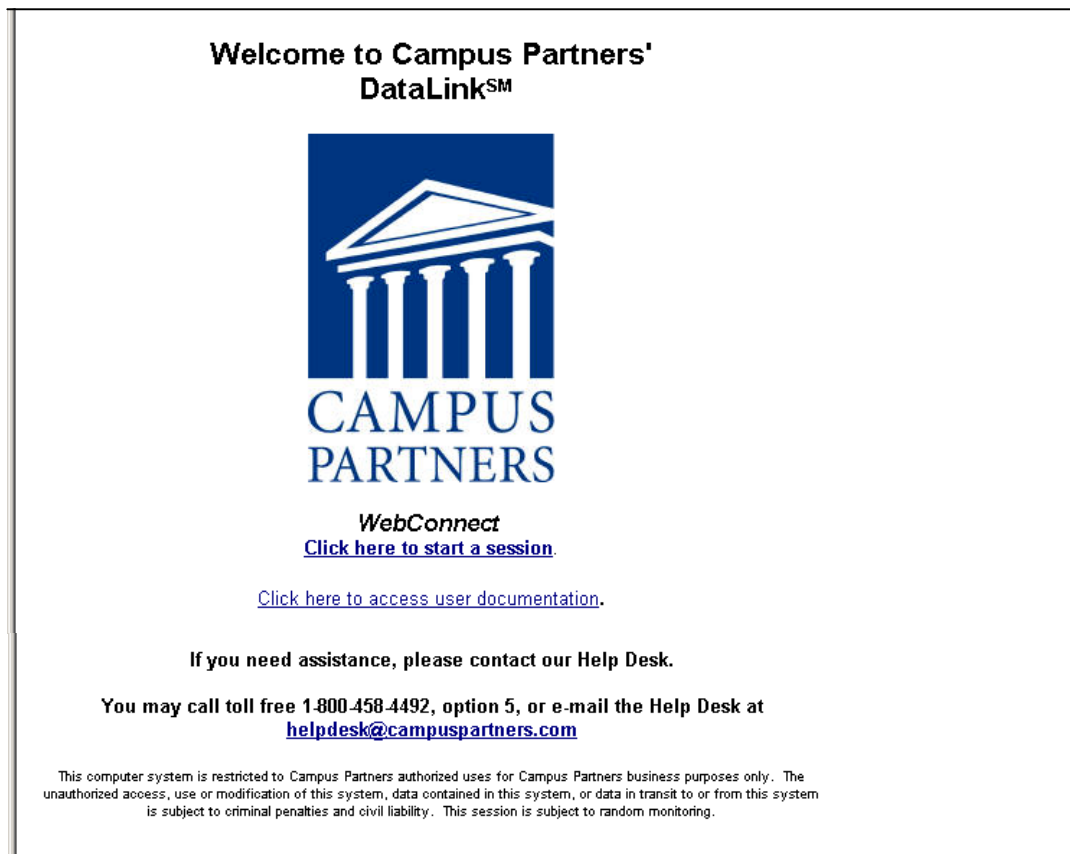 Welcome to Campus Partners'
DataLink℠
CAMPUS
PARTNERS
WebConnect
Click here to start a session.
Click here to access user documentation.
If you need assistance, please contact our Help Desk.
You may call toll free 1-800-458-4492, option 5, or e-mail the Help Desk at
helpdesk@campuspartners.com
This computer system is restricted to Campus Partners authorized uses for Campus Partners business purposes only. The
unauthorized access, use or modification of this system, data contained in this system, or data in transit to or from this system
is subject to criminal penalties and civil liability. This session is subject to random monitoring.